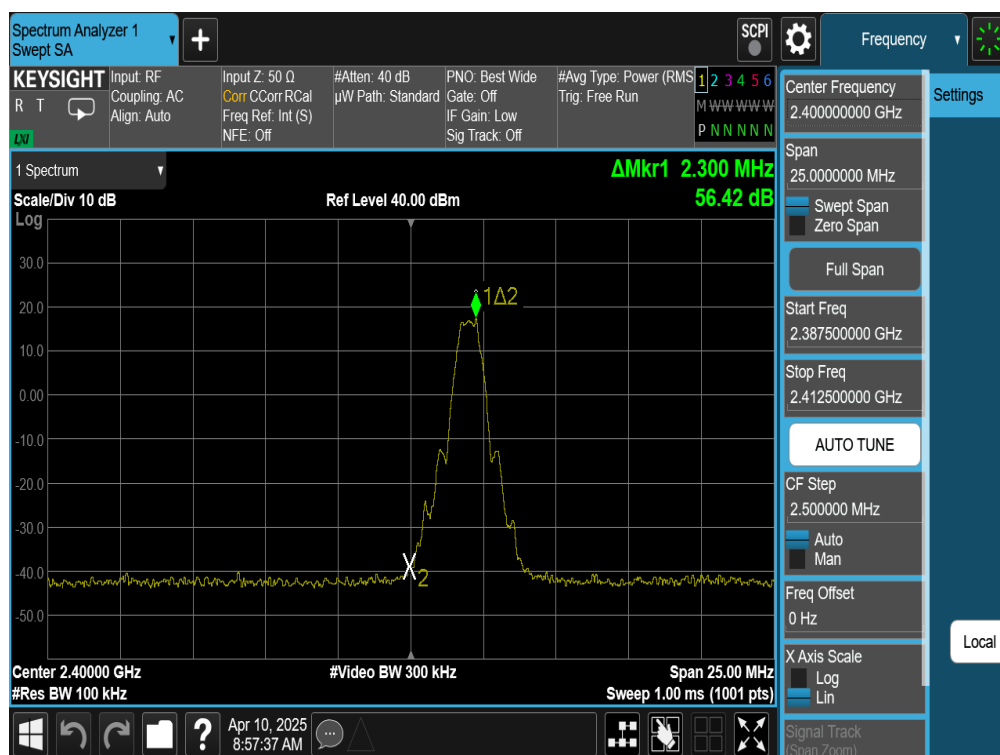 Spectrum Analyzer 1
Swept SA
+
SCPI
Frequency
KEYSIGHT
R T
LXI
Input: RF
Coupling: AC
Align: Auto
Input Z: 50 Ω
Corr CCorr RCal
Freq Ref: Int (S)
NFE: Off
#Atten: 40 dB
µW Path: Standard
PNO: Best Wide
Gate: Off
IF Gain: Low
Sig Track: Off
#Avg Type: Power (RMS
Trig: Free Run
1 2 3 4 5 6
M W W W W W
P N N N N N
1 Spectrum
ΔMkr1 2.300 MHz
56.42 dB
Scale/Div 10 dB
Ref Level 40.00 dBm
Log
30.0
20.0
10.0
0.00
-10.0
-20.0
-30.0
-40.0
-50.0
1Δ2
X2
Center 2.40000 GHz
#Video BW 300 kHz
Span 25.00 MHz
#Res BW 100 kHz
Sweep 1.00 ms (1001 pts)
Center Frequency
2.400000000 GHz
Span
25.0000000 MHz
Swept Span
Zero Span
Full Span
Start Freq
2.387500000 GHz
Stop Freq
2.412500000 GHz
AUTO TUNE
CF Step
2.500000 MHz
Auto
Man
Freq Offset
0 Hz
X Axis Scale
Log
Lin
Signal Track
(Span Zoom)
Settings
Local
?
Apr 10, 2025
8:57:37 AM